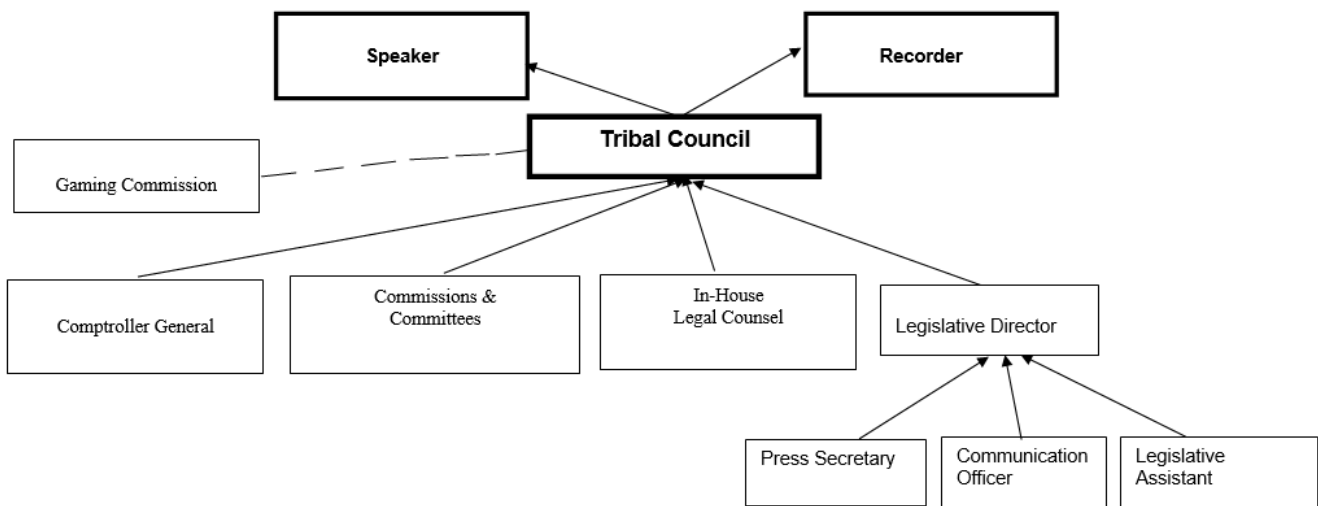 Speaker
Recorder
Tribal Council
Gaming Commission
Comptroller General
Commissions &
Committees
In-House
Legal Counsel
Legislative Director
Press Secretary
Communication
Officer
Legislative
Assistant